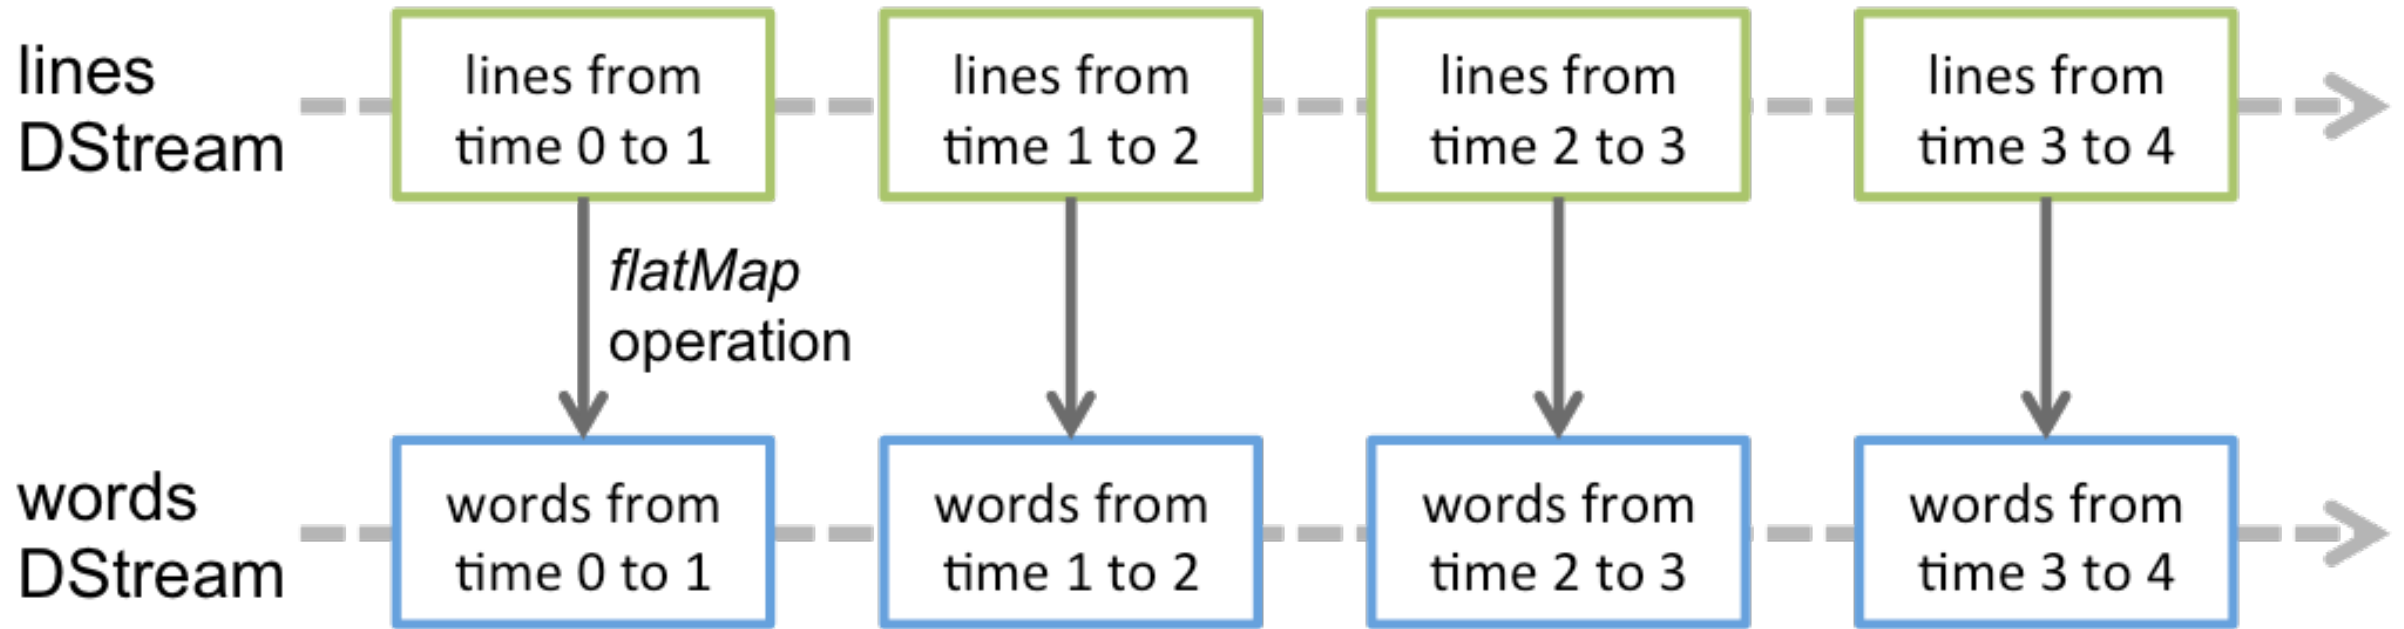 lines
DStream
lines from
time 0 to 1
lines from
time 1 to 2
lines from
time 2 to 3
lines from
time 3 to 4
flatMap
operation
words
DStream
words from
time 0 to 1
words from
time 1 to 2
words from
time 2 to 3
words from
time 3 to 4